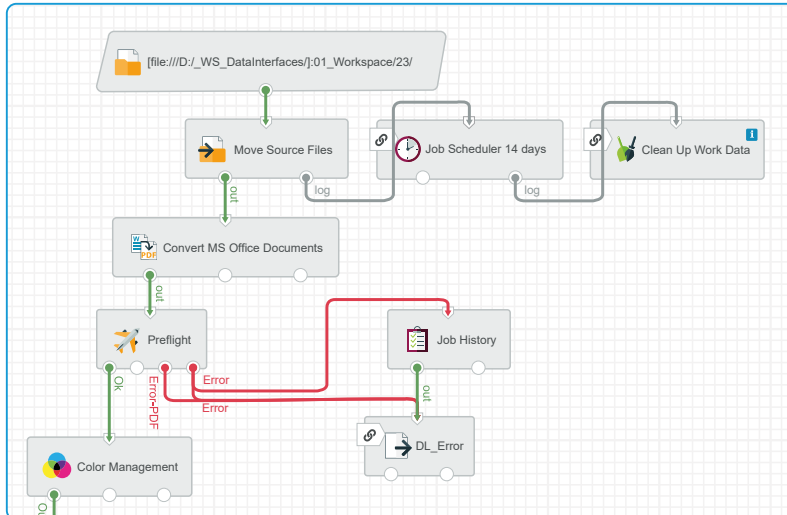 [file:///D:/_WS_DataInterfaces/]:01_Workspace/23/
Move Source Files
Job Scheduler 14 days
Clean Up Work Data
i
out
log
log
Convert MS Office Documents
W
PDF
out
Preflight
Job History
Ok
Error-PDF
Error
Error
out
Color Management
DL_Error